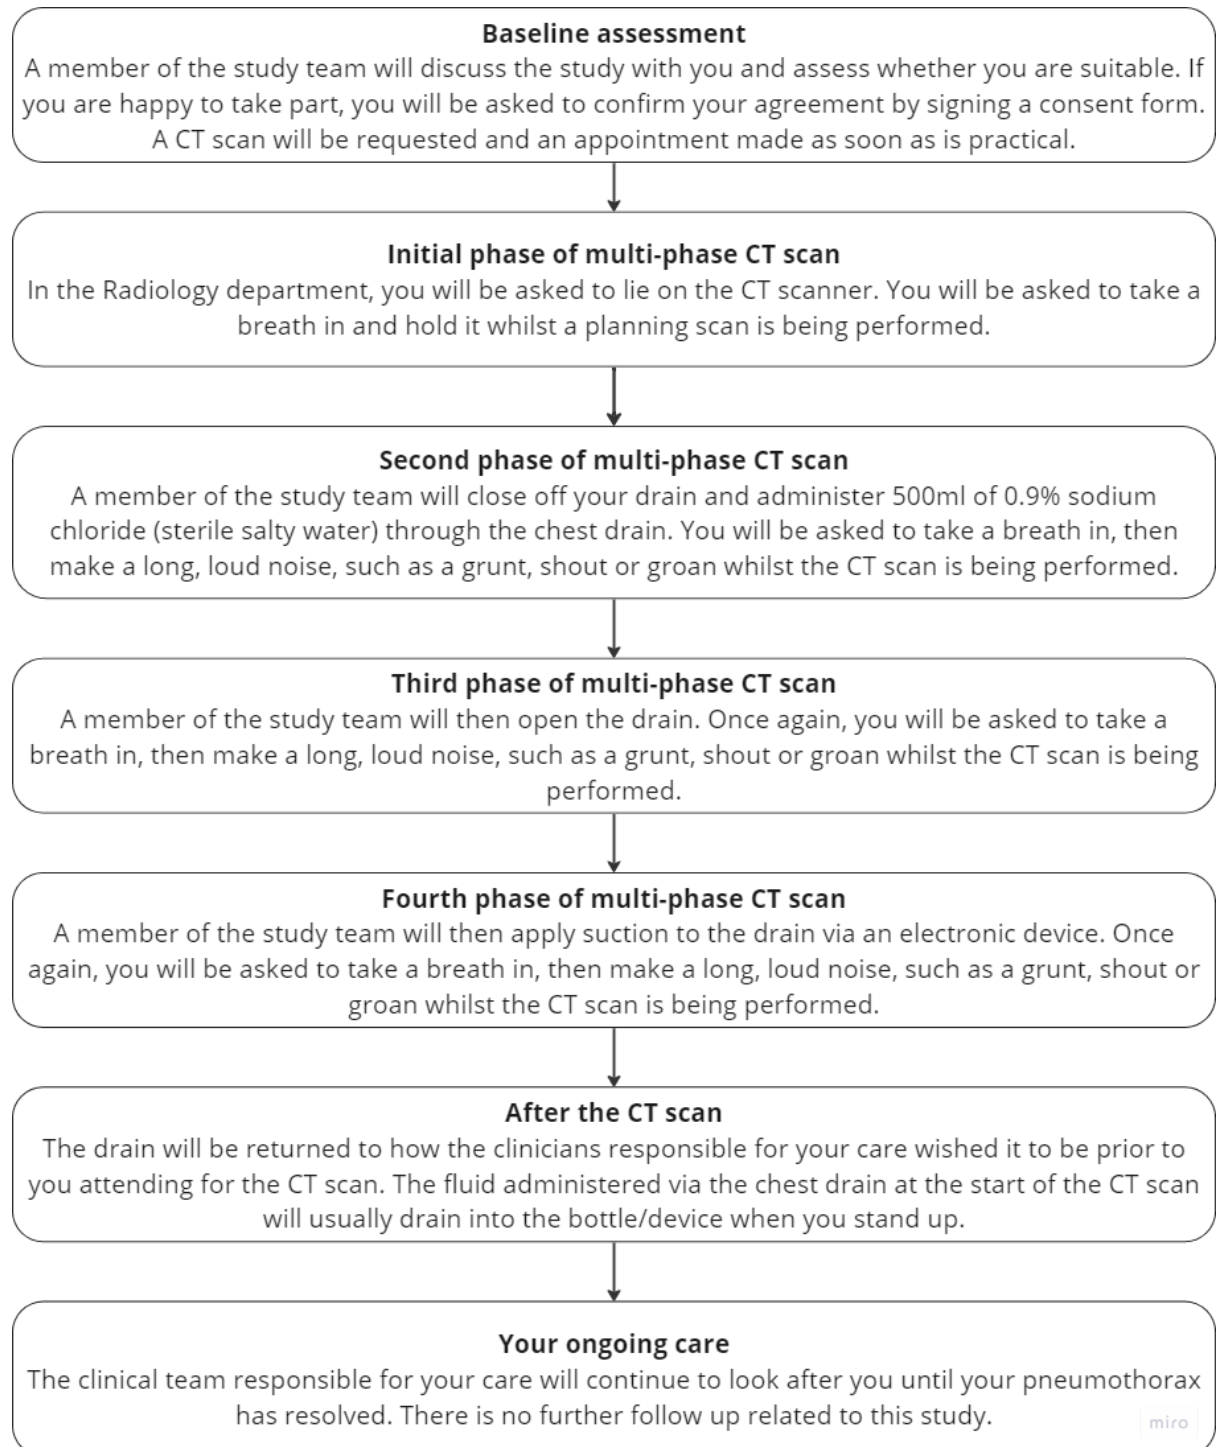 Baseline assessment
A member of the study team will discuss the study with you and assess whether you are suitable. If
you are happy to take part, you will be asked to confirm your agreement by signing a consent form.
A CT scan will be requested and an appointment made as soon as is practical.
Initial phase of multi-phase CT scan
In the Radiology department, you will be asked to lie on the CT scanner. You will be asked to take a
breath in and hold it whilst a planning scan is being performed.
Second phase of multi-phase CT scan
A member of the study team will close off your drain and administer 500ml of 0.9% sodium
chloride (sterile salty water) through the chest drain. You will be asked to take a breath in, then
make a long, loud noise, such as a grunt, shout or groan whilst the CT scan is being performed.
Third phase of multi-phase CT scan
A member of the study team will then open the drain. Once again, you will be asked to take a
breath in, then make a long, loud noise, such as a grunt, shout or groan whilst the CT scan is being
performed.
Fourth phase of multi-phase CT scan
A member of the study team will then apply suction to the drain via an electronic device. Once
again, you will be asked to take a breath in, then make a long, loud noise, such as a grunt, shout or
groan whilst the CT scan is being performed.
After the CT scan
The drain will be returned to how the clinicians responsible for your care wished it to be prior to
you attending for the CT scan. The fluid administered via the chest drain at the start of the CT scan
will usually drain into the bottle/device when you stand up.
Your ongoing care
The clinical team responsible for your care will continue to look after you until your pneumothorax
has resolved. There is no further follow up related to this study.
miro